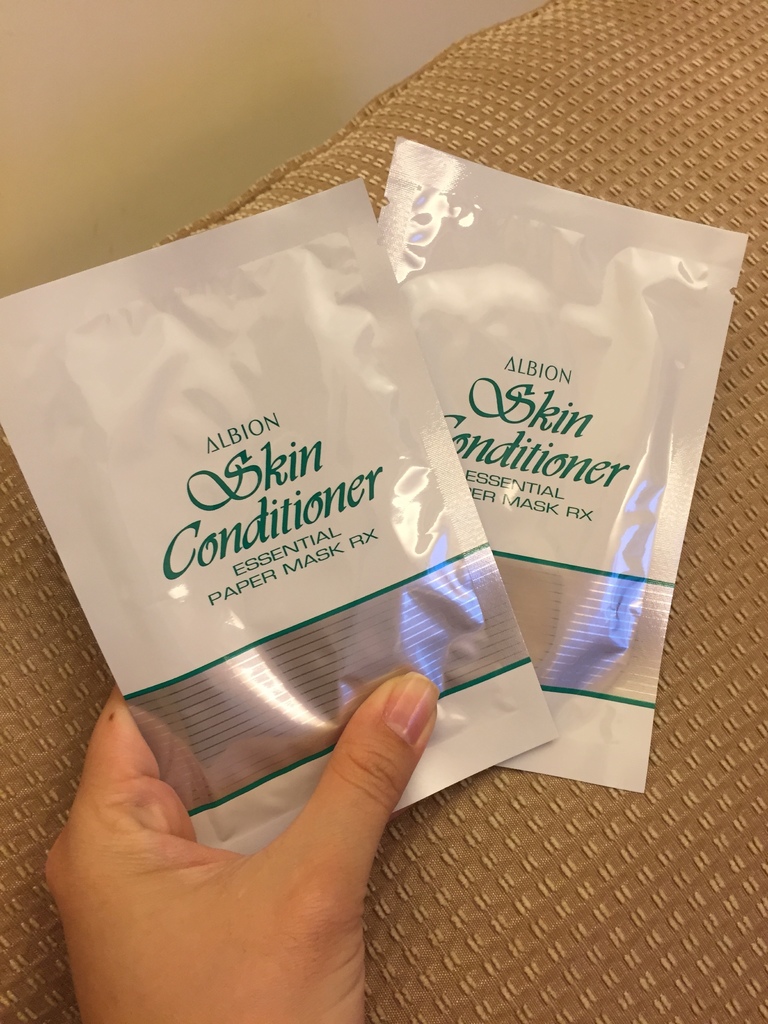 ALBION
Skin
Conditioner
ESSENTIAL
PAPER MASK RX
ALBION
Skin
Conditioner
ESSENTIAL
PER MASK RX